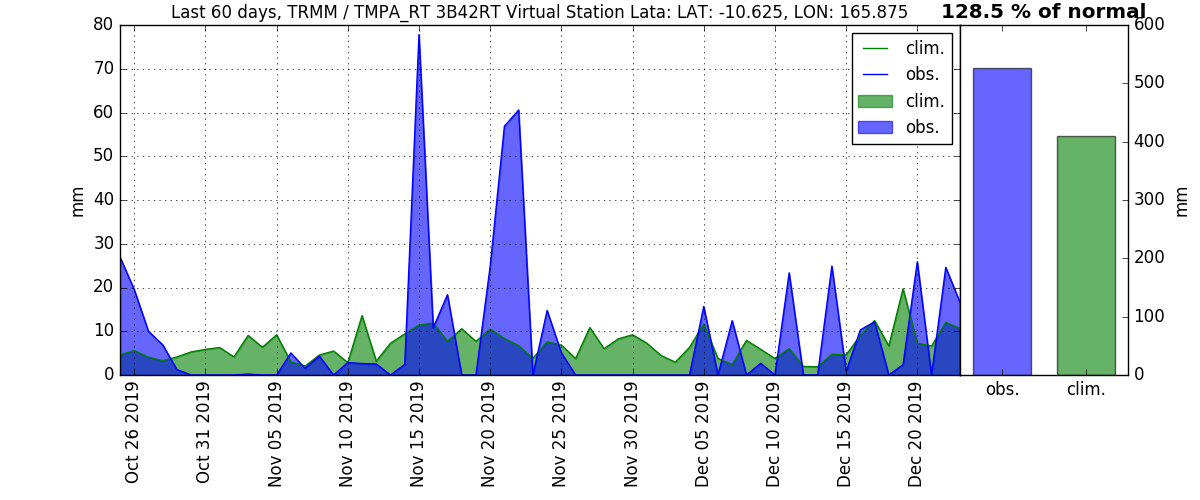 Last 60 days, TRMM / TMPA_RT 3B42RT Virtual Station Lata: LAT: -10.625, LON: 165.875
128.5 % of normal
80
70
60
50
40
30
20
10
0
mm
clim.
obs.
clim.
obs.
600
500
400
300
200
100
0
mm
Oct 26 2019
Oct 31 2019
Nov 05 2019
Nov 10 2019
Nov 15 2019
Nov 20 2019
Nov 25 2019
Nov 30 2019
Dec 05 2019
Dec 10 2019
Dec 15 2019
Dec 20 2019
obs.
clim.